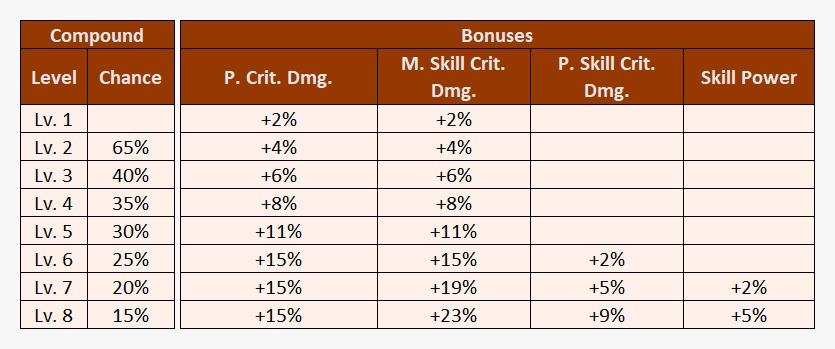 Compound Bonuses
Level Chance P. Crit. Dmg. M. Skill Crit. Dmg. P. Skill Crit. Dmg. Skill Power
Lv. 1 +2% +2%
Lv. 2 65% +4% +4%
Lv. 3 40% +6% +6%
Lv. 4 35% +8% +8%
Lv. 5 30% +11% +11%
Lv. 6 25% +15% +15% +2%
Lv. 7 20% +15% +19% +5% +2%
Lv. 8 15% +15% +23% +9% +5%